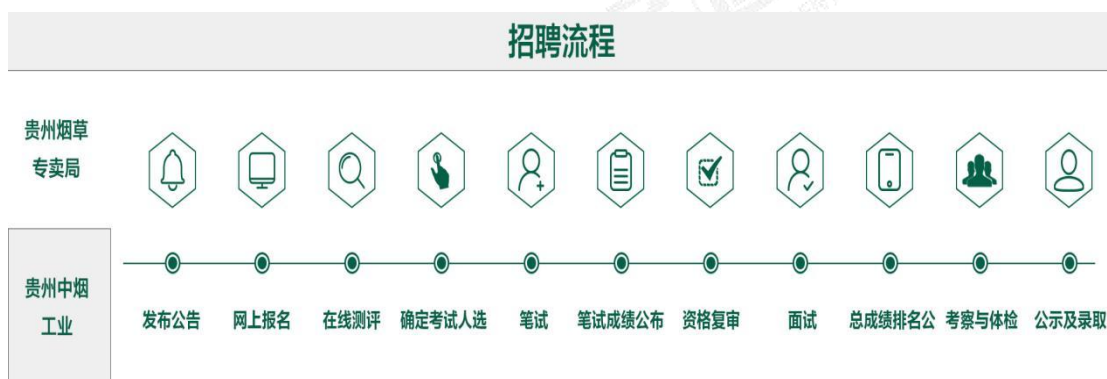 招聘流程
贵州烟草
专卖局
贵州中烟
工业
发布公告
网上报名
在线测评
确定考试人选
笔试
笔试成绩公布
资格复审
面试
总成绩排名公
考察与体检
公示及录取